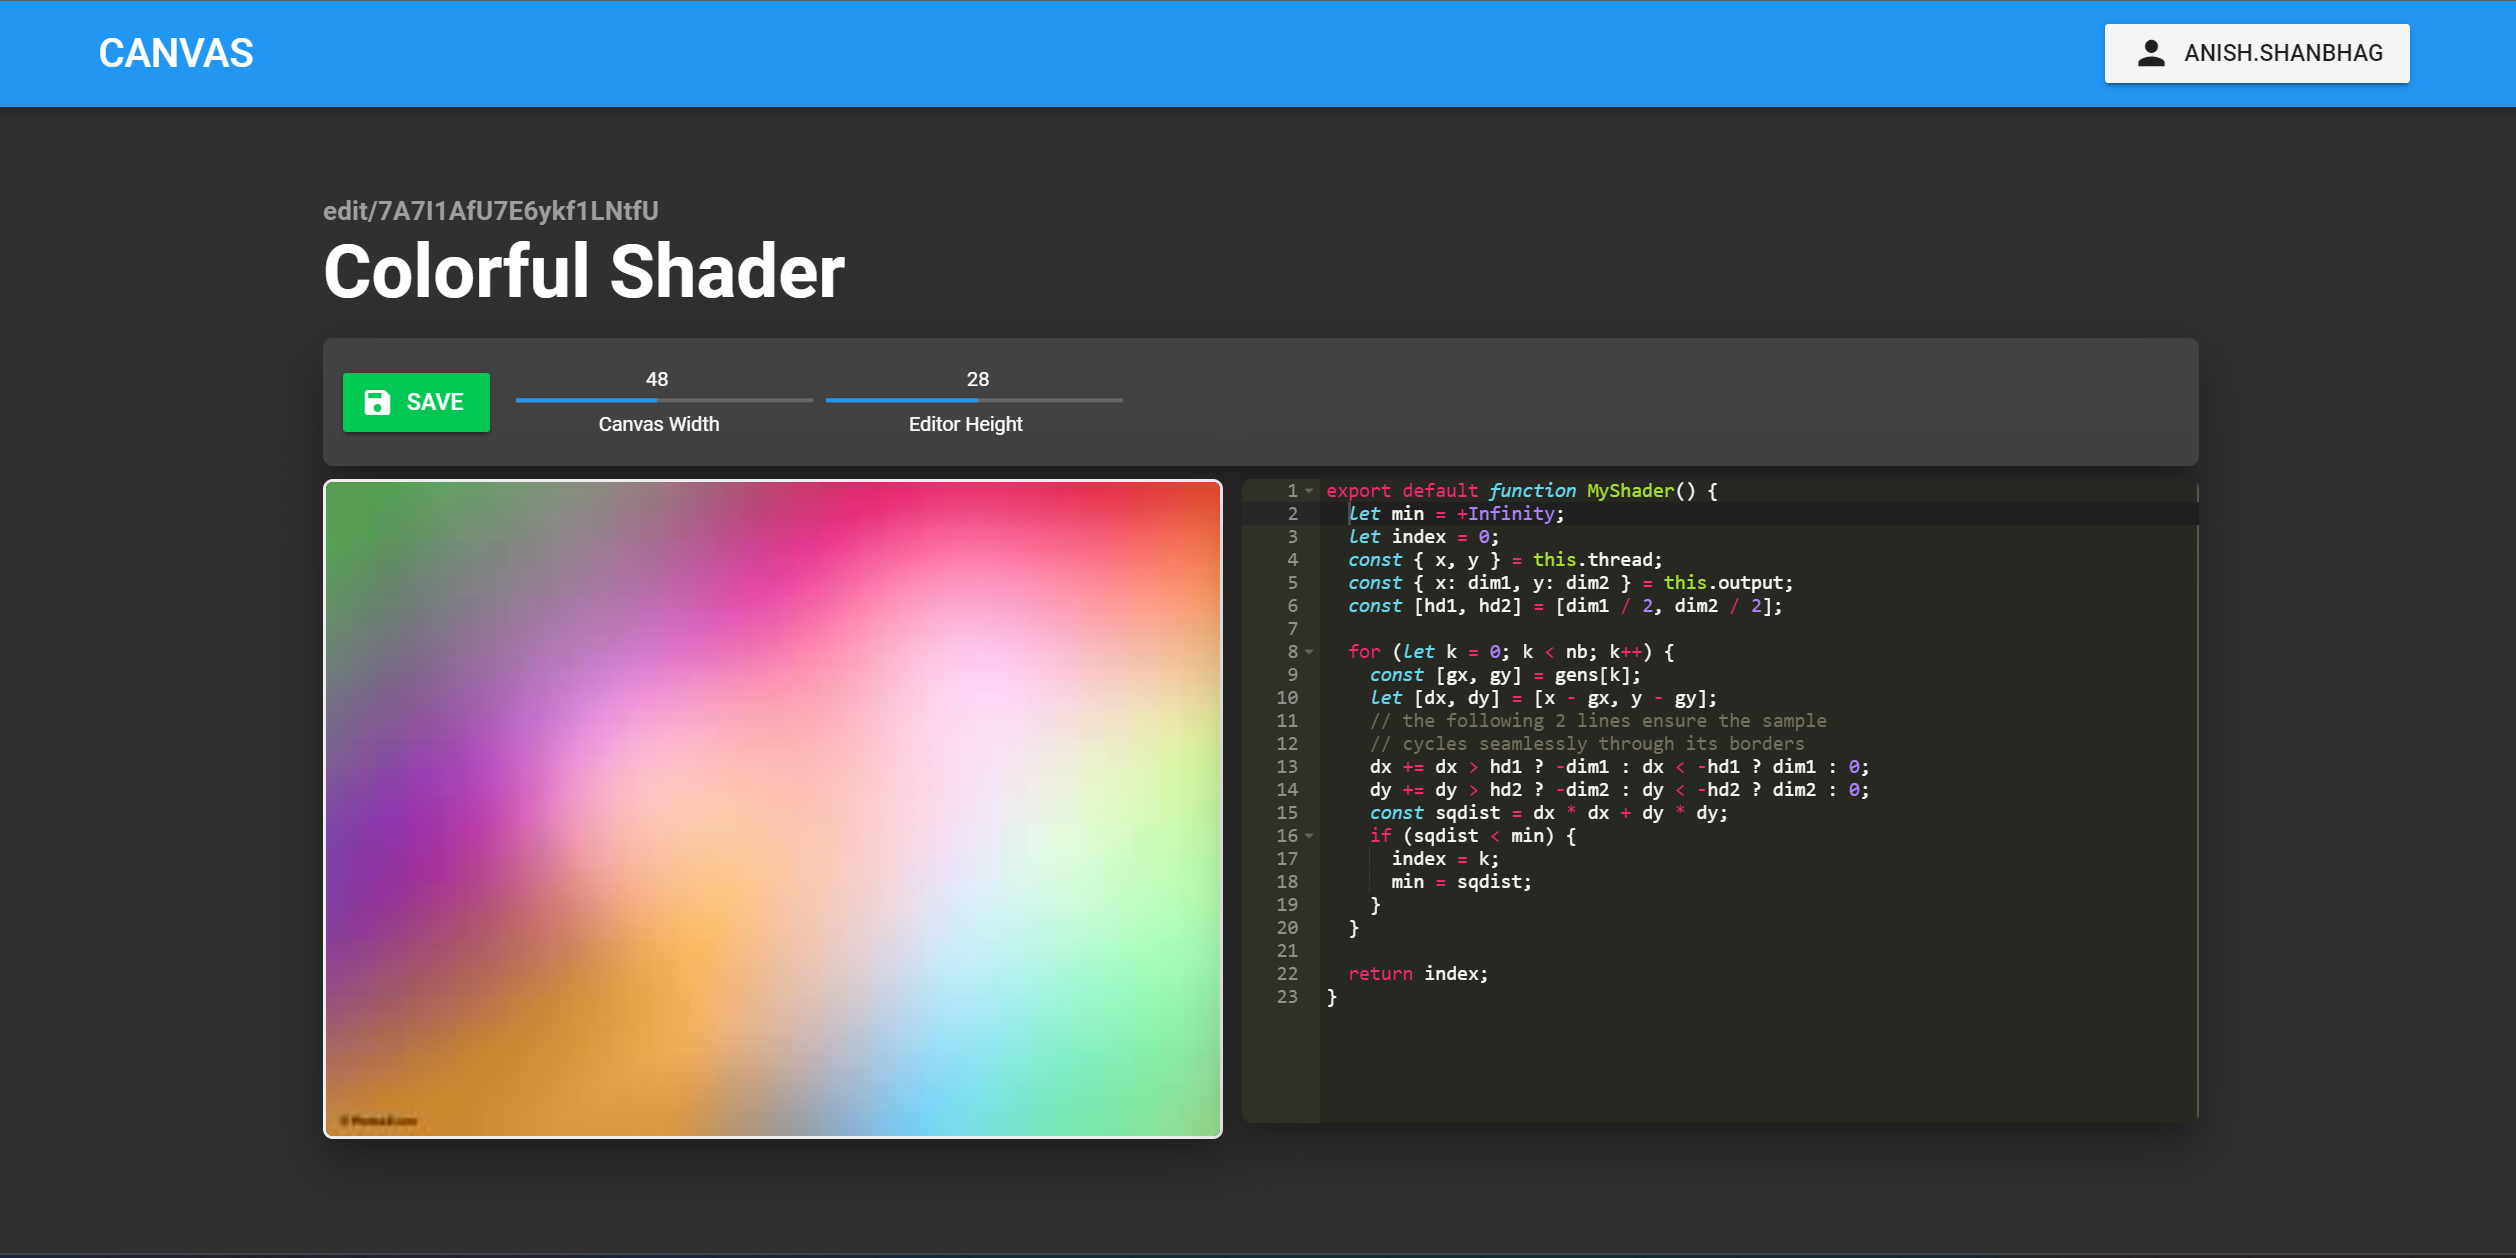 CANVAS
ANISH.SHANBHAG
edit/7A7I1AfU7E6ykf1LNtfU
Colorful Shader
SAVE
48
Canvas Width
28
Editor Height
1 export default function MyShader() {
2 let min = +Infinity;
3 let index = 0;
4 const { x, y } = this.thread;
5 const { x: dim1, y: dim2 } = this.output;
6 const [hd1, hd2] = [dim1 / 2, dim2 / 2];
7
8 for (let k = 0; k < nb; k++) {
9 const [gx, gy] = gens[k];
10 let [dx, dy] = [x - gx, y - gy];
11 // the following 2 lines ensure the sample
12 // cycles seamlessly through its borders
13 dx += dx > hd1 ? -dim1 : dx < -hd1 ? dim1 : 0;
14 dy += dy > hd2 ? -dim2 : dy < -hd2 ? dim2 : 0;
15 const sqdist = dx * dx + dy * dy;
16 if (sqdist < min) {
17 index = k;
18 min = sqdist;
19 }
20 }
21
22 return index;
23 }